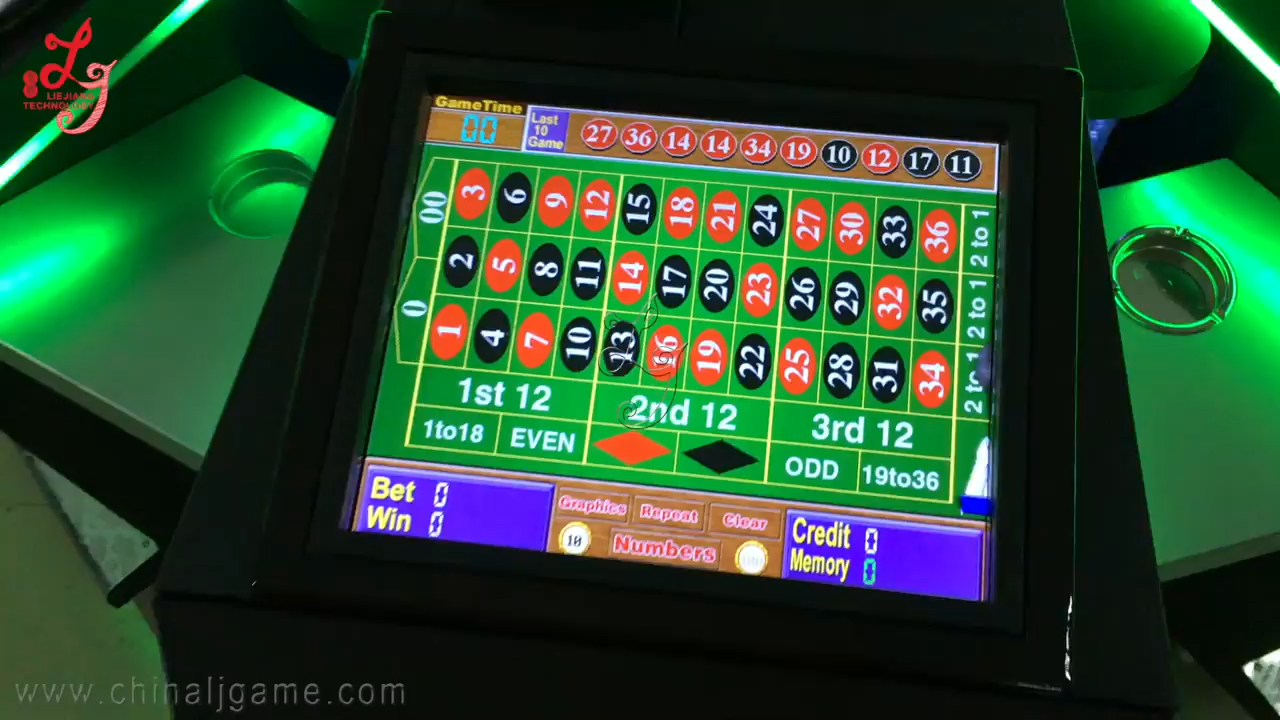 LJ
LIEJIANG
TECHNOLOGY
GameTime
00
Last
10
Game
27 36 14 14 34 19 10 12 17 11
00 3 6 9 12 15 18 21 24 27 30 33 36 2 to 1
0 2 5 8 11 14 17 20 23 26 29 32 35 2 to 1
1 4 7 10 13 16 19 22 25 28 31 34 2 to 1
1st 12 2nd 12 3rd 12
1to18 EVEN ODD 19to36
Bet 0
Win 0
Graphics Repeat Clear
10 Numbers
Credit 0
Memory 0
www.chinaljgame.com